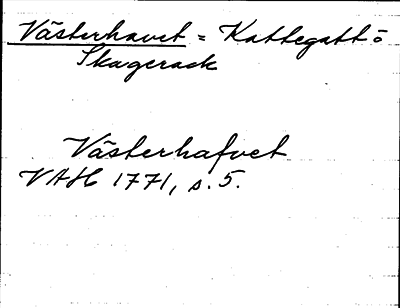 Västerhavet = Kattegatt o
Skagerack
Västerhafvet
VAH 1771, s. 5.